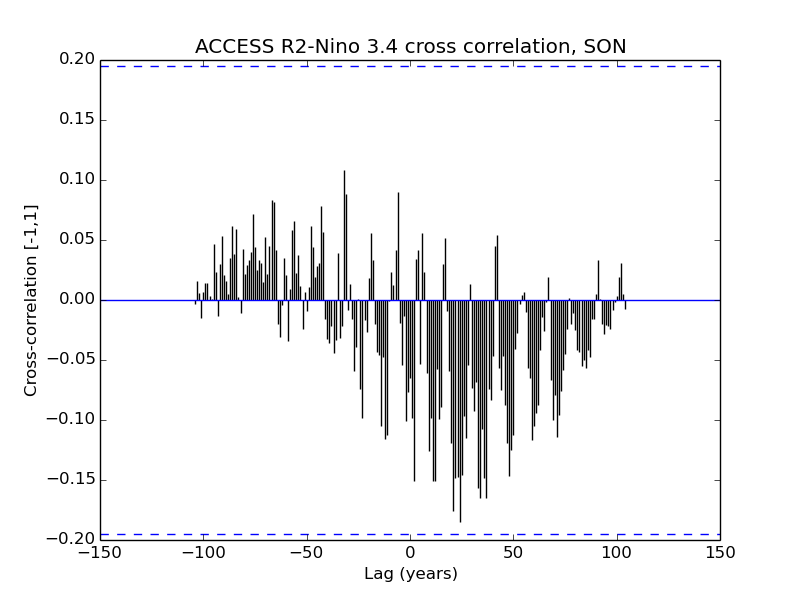 ACCESS R2-Nino 3.4 cross correlation, SON
0.20
0.15
0.10
0.05
0.00
−0.05
−0.10
−0.15
−0.20
Cross-correlation [-1,1]
−150 −100 −50 0 50 100 150
Lag (years)